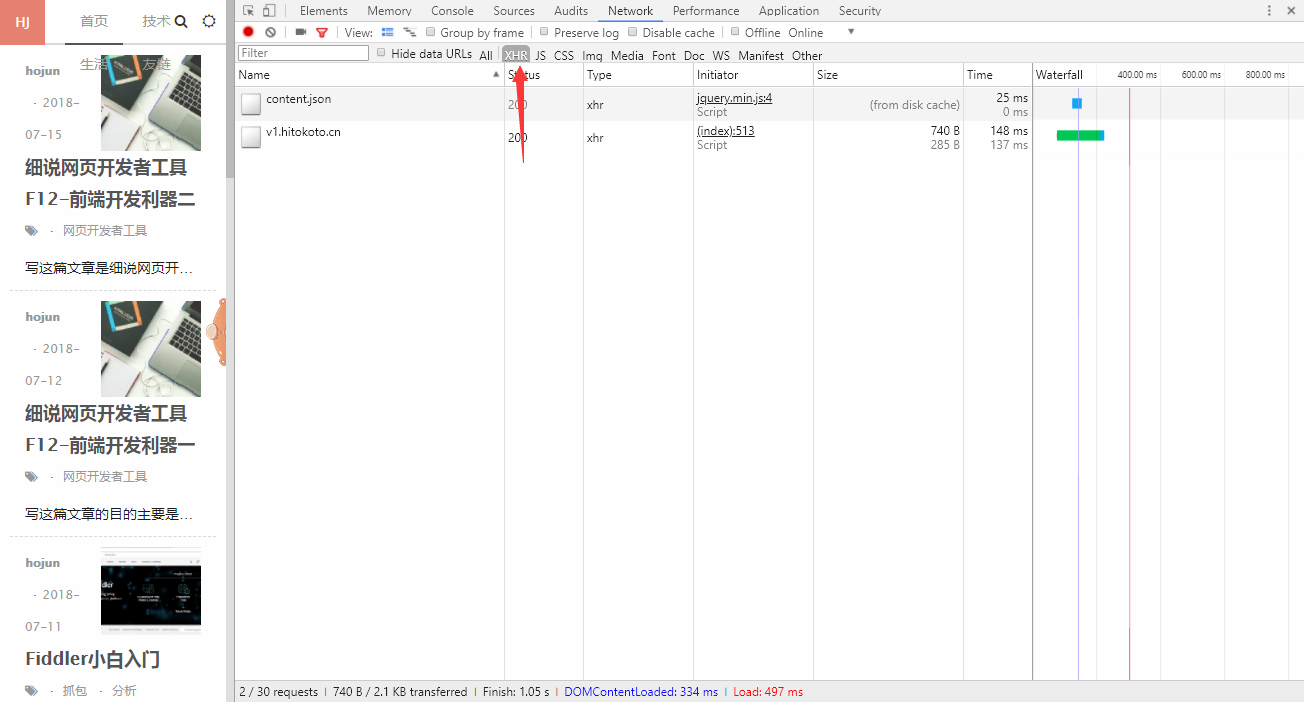 HJ
首页
技术
生活
友链
hojun
· 2018-
07-15
细说网页开发者工具
F12-前端开发利器二
· 网页开发者工具
写这篇文章是细说网页开…
hojun
· 2018-
07-12
细说网页开发者工具
F12-前端开发利器一
· 网页开发者工具
写这篇文章的目的主要是…
hojun
· 2018-
07-11
Fiddler小白入门
· 抓包 · 分析
Elements Memory Console Sources Audits Network Performance Application Security
View: Group by frame Preserve log Disable cache Offline Online
Filter Hide data URLs All XHR JS CSS Img Media Font Doc WS Manifest Other
Name Status Type Initiator Size Time Waterfall 400.00 ms 600.00 ms 800.00 ms
content.json 200 xhr jquery.min.js:4 (from disk cache) 25 ms
Script 0 ms
v1.hitokoto.cn 200 xhr (index):513 740 B 148 ms
Script 285 B 137 ms
2 / 30 requests | 740 B / 2.1 KB transferred | Finish: 1.05 s | DOMContentLoaded: 334 ms | Load: 497 ms